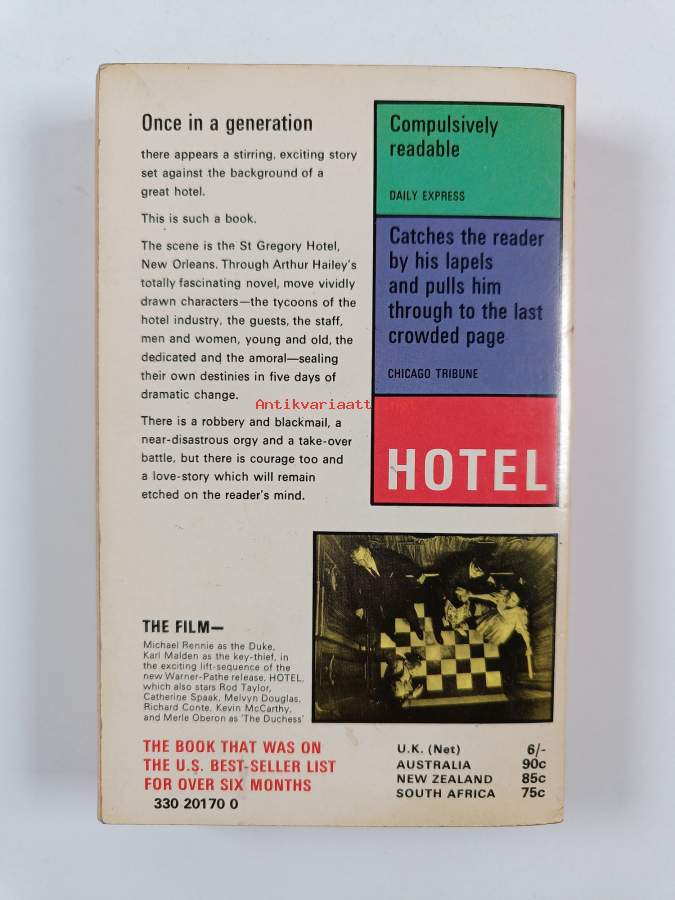 Once in a generation
there appears a stirring, exciting story
set against the background of a
great hotel.
This is such a book.
The scene is the St Gregory Hotel,
New Orleans. Through Arthur Hailey's
totally fascinating novel, move vividly
drawn characters—the tycoons of the
hotel industry, the guests, the staff,
men and women, young and old, the
dedicated and the amoral—sealing
their own destinies in five days of
dramatic change.
There is a robbery and blackmail, a
near-disastrous orgy and a take-over
battle, but there is courage too and
a love-story which will remain
etched on the reader's mind.
Compulsively
readable
DAILY EXPRESS
Catches the reader
by his lapels
and pulls him
through to the last
crowded page
CHICAGO TRIBUNE
HOTEL
THE FILM—
Michael Rennie as the Duke,
Karl Malden as the key-thief, in
the exciting lift-sequence of the
new Warner-Pathe release, HOTEL,
which also stars Rod Taylor,
Catherine Spaak, Melvyn Douglas,
Richard Conte, Kevin McCarthy,
and Merle Oberon as 'The Duchess'
THE BOOK THAT WAS ON
THE U.S. BEST-SELLER LIST
FOR OVER SIX MONTHS
330 20170 0
U.K. (Net) 6/-
AUSTRALIA 90c
NEW ZEALAND 85c
SOUTH AFRICA 75c